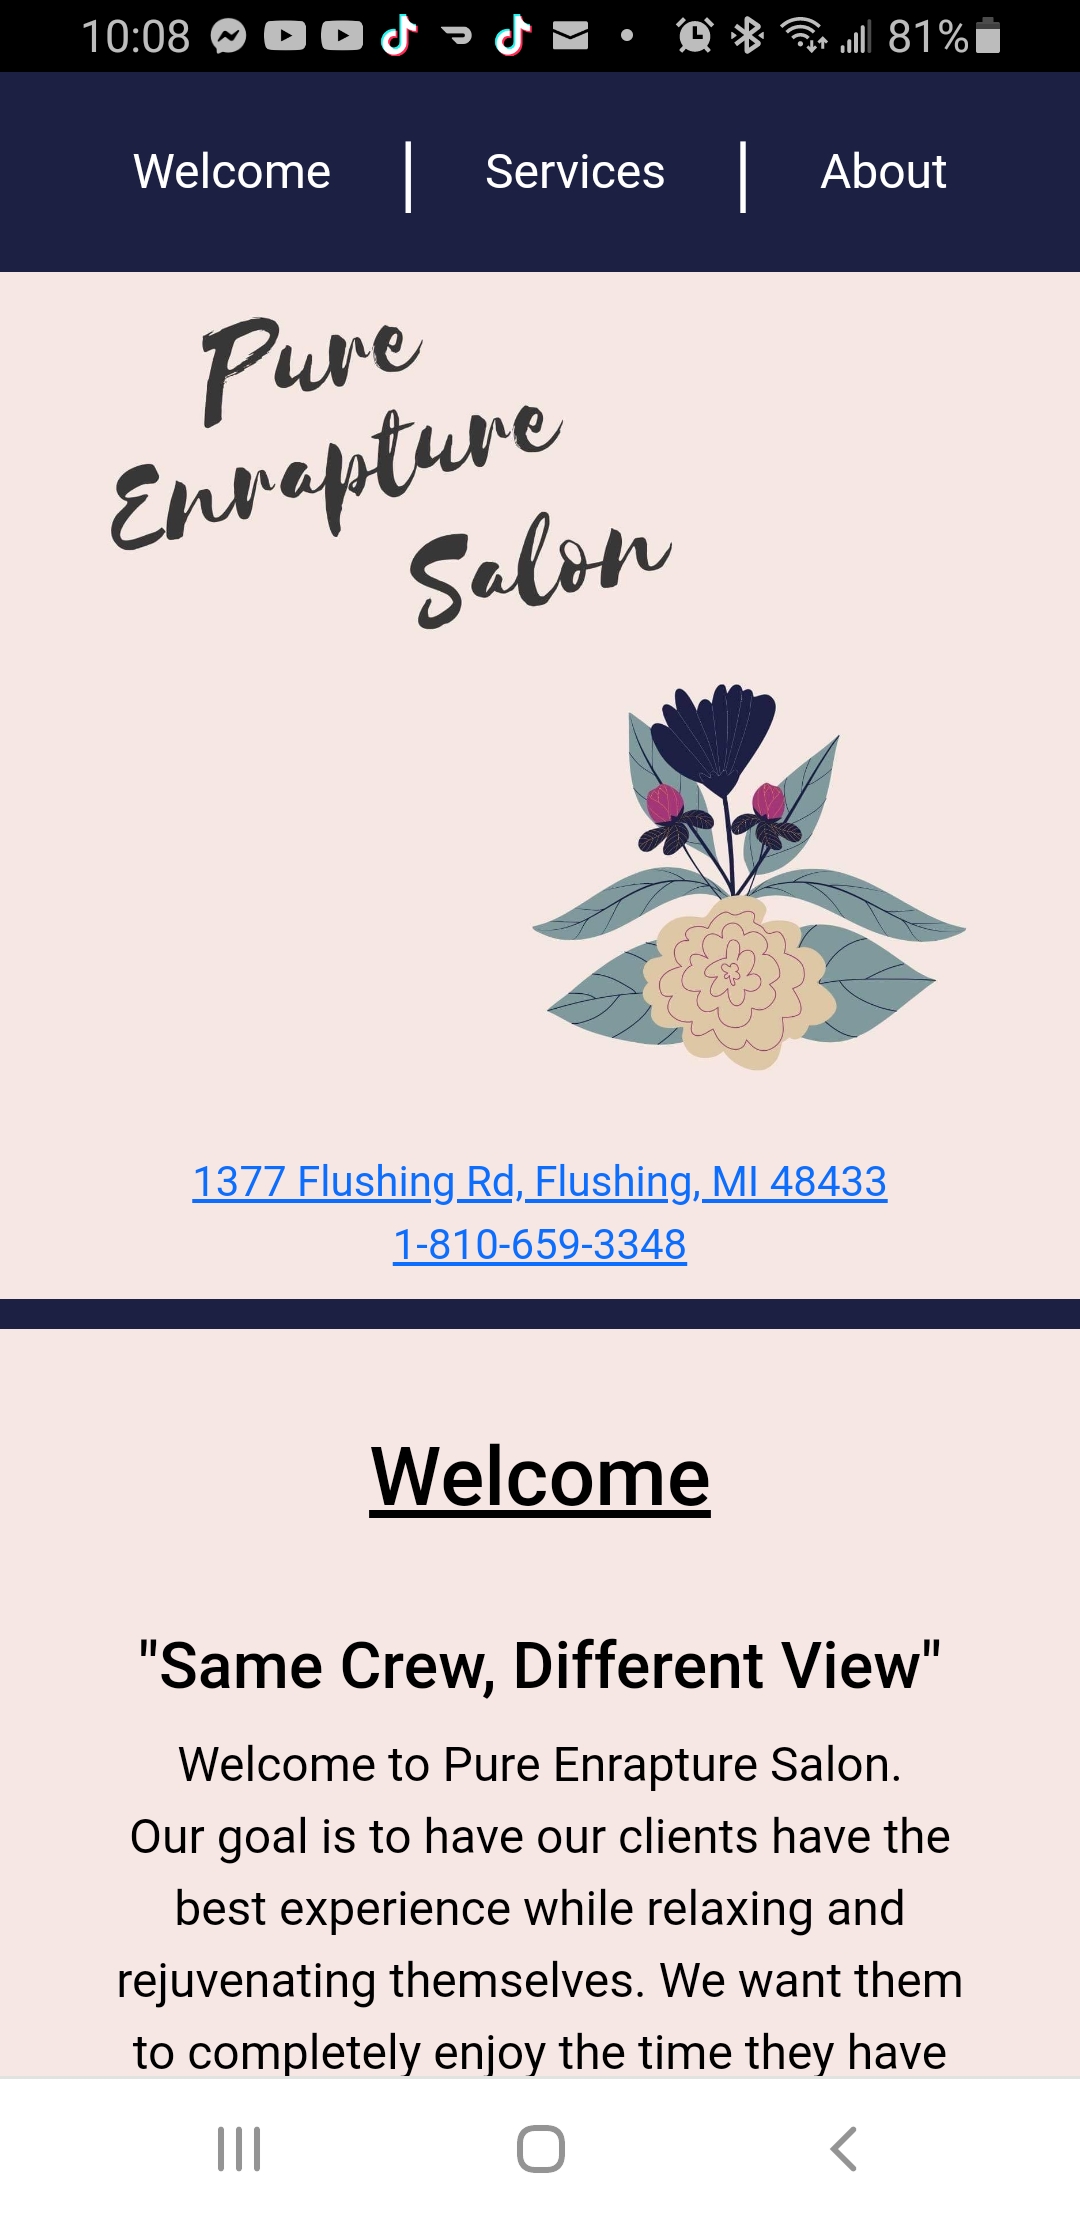 10:08 81%
Welcome | Services | About
Pure
Enrapture
Salon
1377 Flushing Rd, Flushing, MI 48433
1-810-659-3348
Welcome
"Same Crew, Different View"
Welcome to Pure Enrapture Salon.
Our goal is to have our clients have the
best experience while relaxing and
rejuvenating themselves. We want them
to completely enjoy the time they have